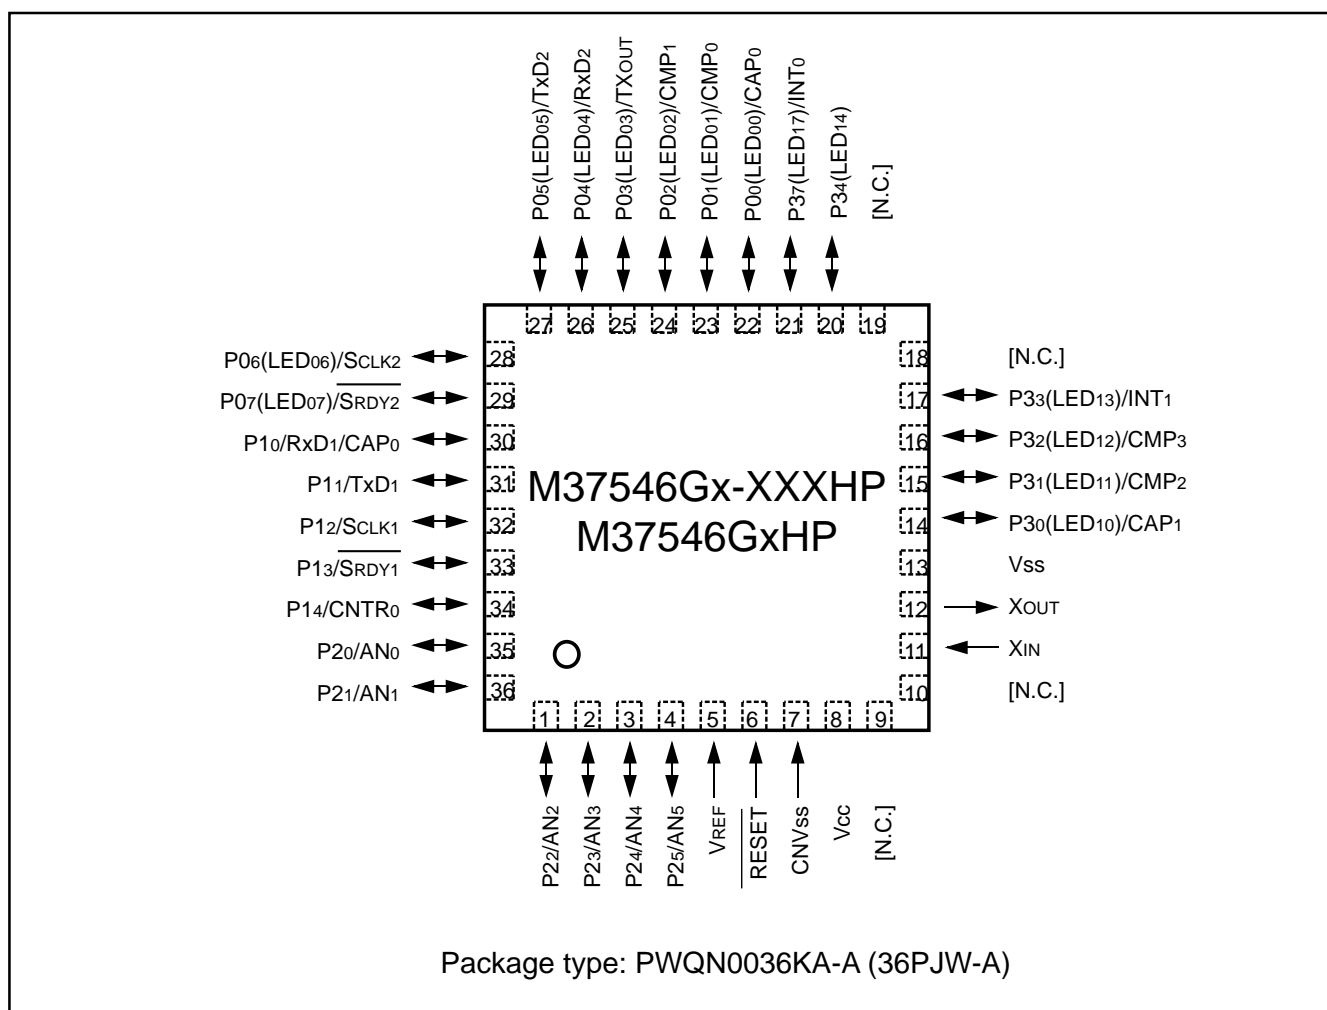 P05(LED05)/TxD2
P04(LED04)/RxD2
P03(LED03)/TXOUT
P02(LED02)/CMP1
P01(LED01)/CMP0
P00(LED00)/CAP0
P37(LED17)/INT0
P34(LED14)
[N.C.]
27 26 25 24 23 22 21 20 19
P06(LED06)/SCLK2 28
P07(LED07)/SRDY2 29
P10/RxD1/CAP0 30
P11/TxD1 31
P12/SCLK1 32
P13/SRDY1 33
P14/CNTR0 34
P20/AN0 35
P21/AN1 36
M37546Gx-XXXHP
M37546GxHP
18 [N.C.]
17 P33(LED13)/INT1
16 P32(LED12)/CMP3
15 P31(LED11)/CMP2
14 P30(LED10)/CAP1
13 Vss
12 XOUT
11 XIN
10 [N.C.]
1 2 3 4 5 6 7 8 9
P22/AN2
P23/AN3
P24/AN4
P25/AN5
VREF
RESET
CNVss
Vcc
[N.C.]
Package type: PWQN0036KA-A (36PJW-A)